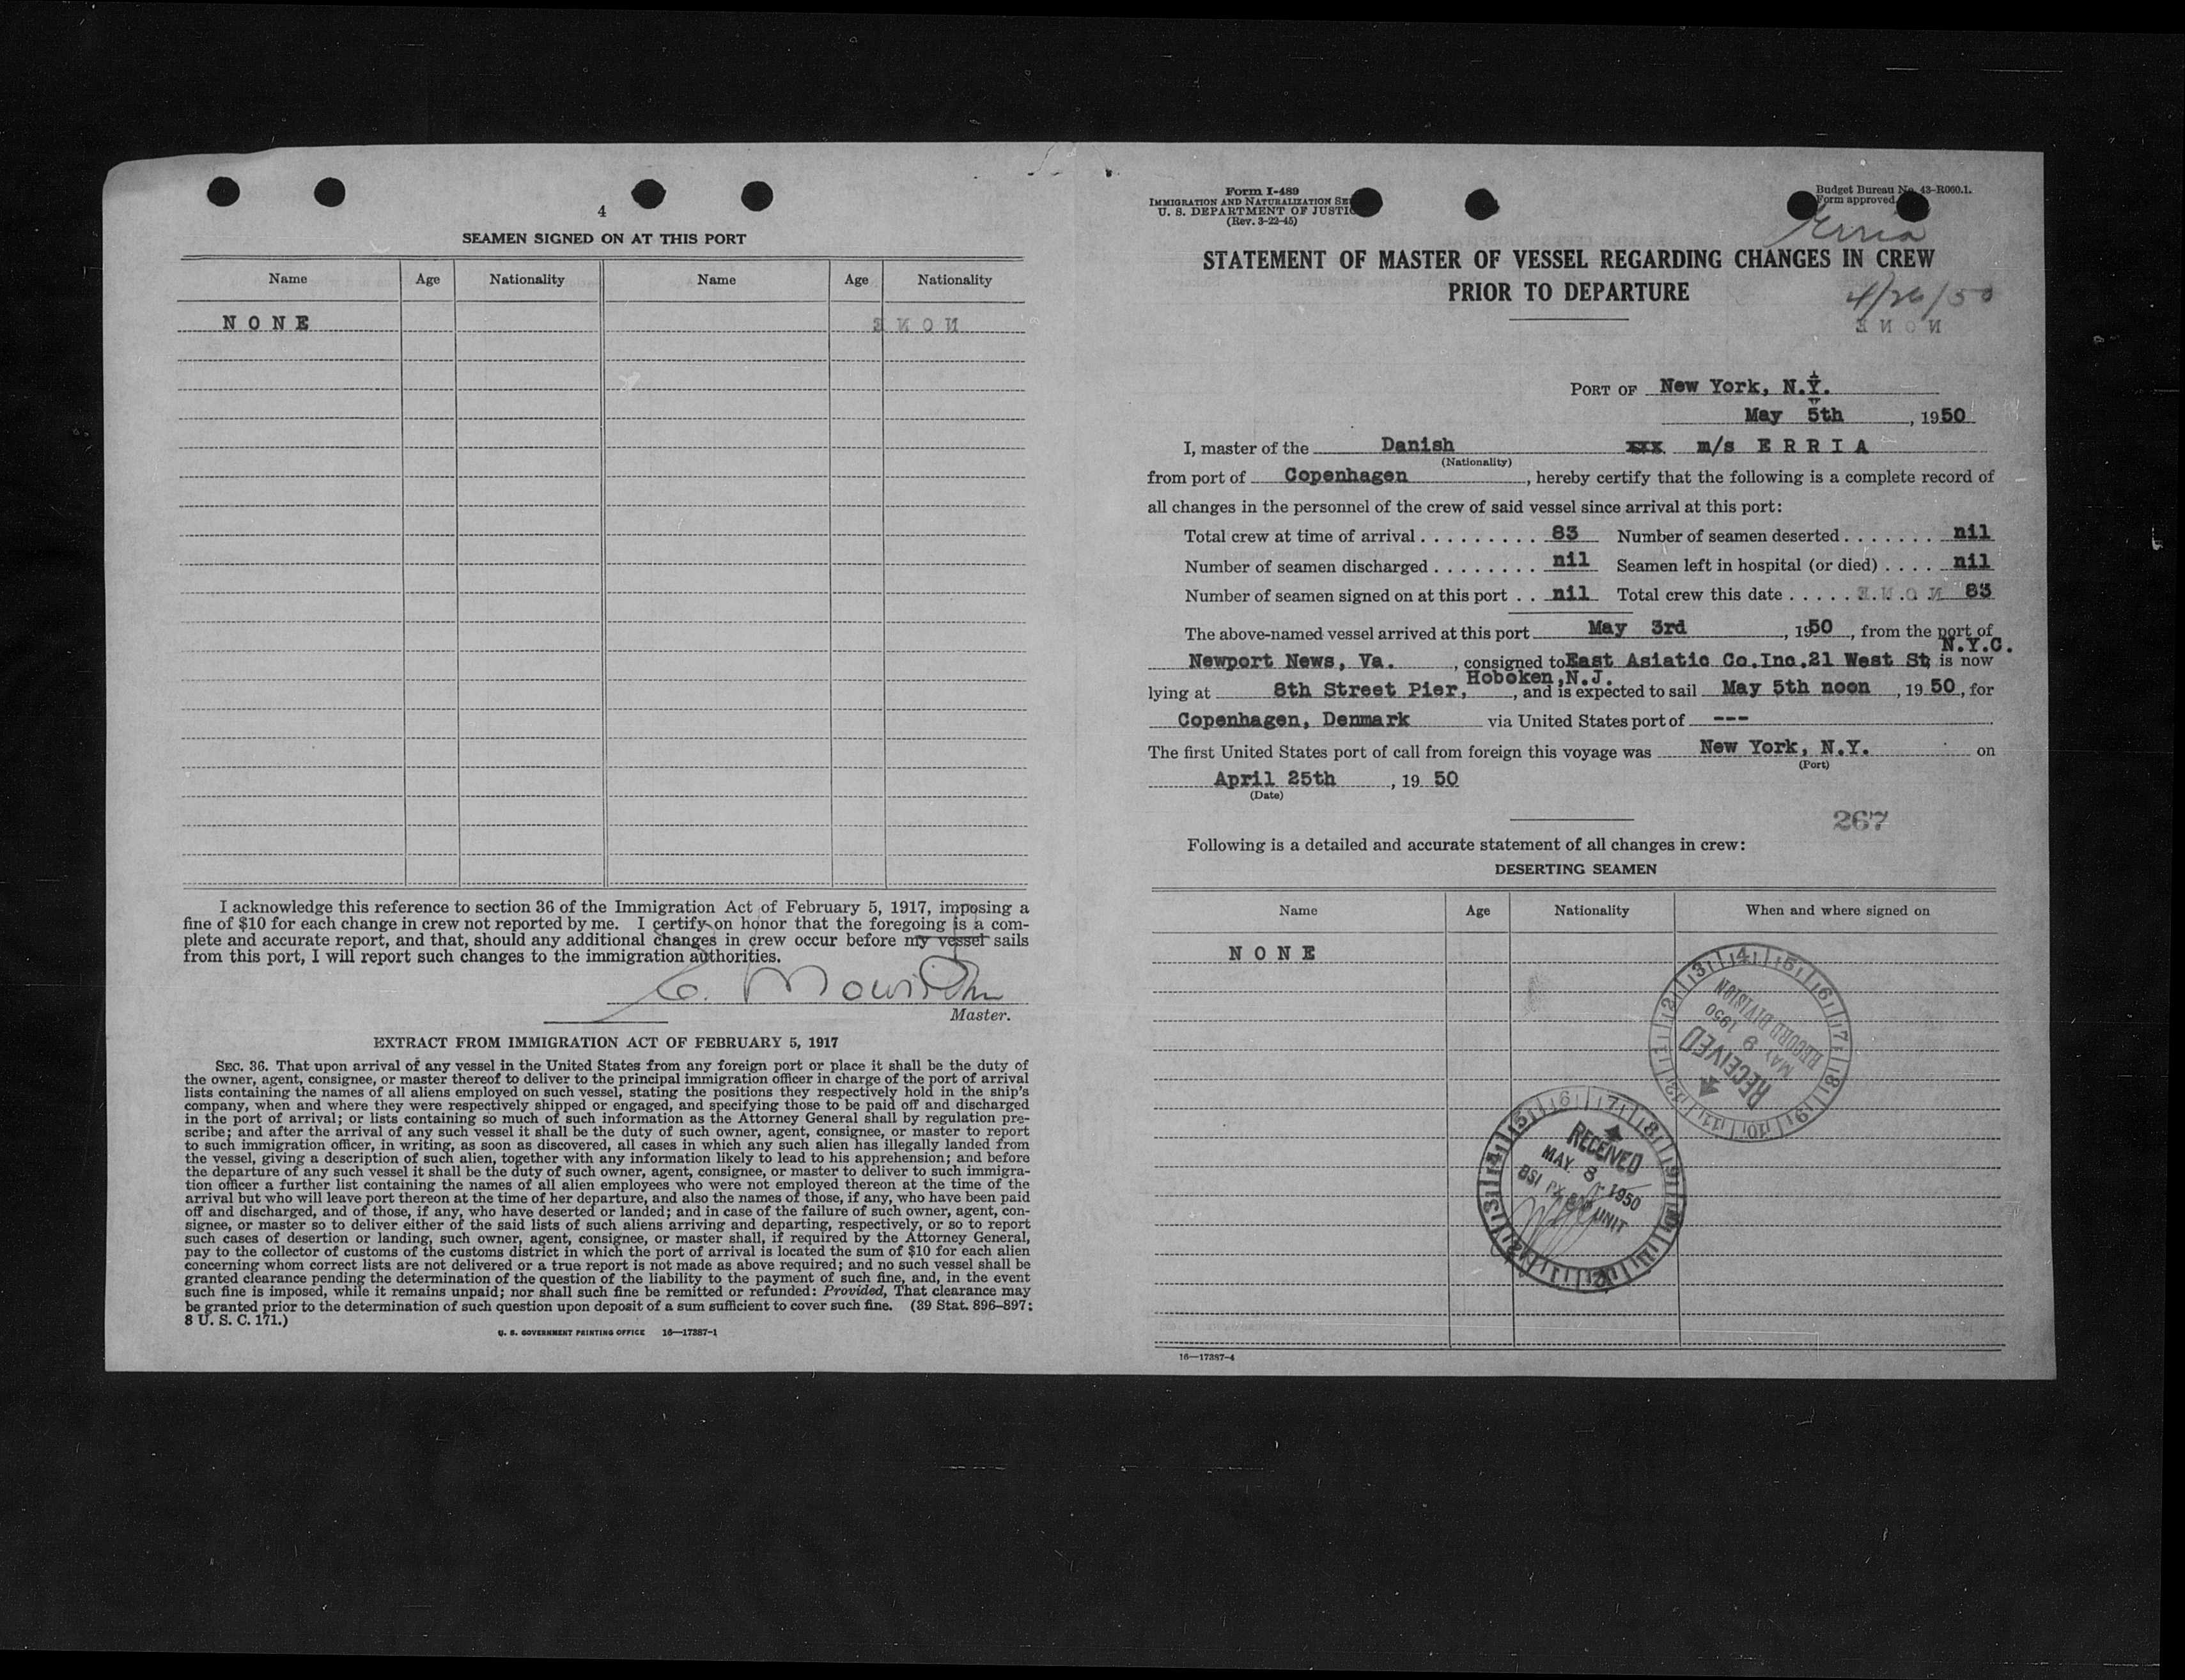 4
SEAMEN SIGNED ON AT THIS PORT
Name Age Nationality Name Age Nationality
NONE
I acknowledge this reference to section 36 of the Immigration Act of February 5, 1917, imposing a
fine of $10 for each change in crew not reported by me. I certify on honor that the foregoing is a com-
plete and accurate report, and that, should any additional changes in crew occur before my vessel sails
from this port, I will report such changes to the immigration authorities.
Master.
EXTRACT FROM IMMIGRATION ACT OF FEBRUARY 5, 1917
SEC. 36. That upon arrival of any vessel in the United States from any foreign port or place it shall be the duty of
the owner, agent, consignee, or master thereof to deliver to the principal immigration officer in charge of the port of arrival
lists containing the names of all aliens employed on such vessel, stating the positions they respectively hold in the ship's
company, when and where they were respectively shipped or engaged, and specifying those to be paid off and discharged
in the port of arrival; or lists containing so much of such information as the Attorney General shall by regulation pre-
scribe; and after the arrival of any such vessel it shall be the duty of such owner, agent, consignee, or master to report
to such immigration officer, in writing, as soon as discovered, all cases in which any such alien has illegally landed from
the vessel, giving a description of such alien, together with any information likely to lead to his apprehension; and before
the departure of any such vessel it shall be the duty of such owner, agent, consignee, or master to deliver to such immigra-
tion officer a further list containing the names of all alien employees who were not employed thereon at the time of the
arrival but who will leave port thereon at the time of her departure, and also the names of those, if any, who have been paid
off and discharged, and of those, if any, who have deserted or landed; and in case of the failure of such owner, agent, con-
signee, or master so to deliver either of the said lists of such aliens arriving and departing, respectively, or so to report
such cases of desertion or landing, such owner, agent, consignee, or master shall, if required by the Attorney General,
pay to the collector of customs of the customs district in which the port of arrival is located the sum of $10 for each alien
concerning whom correct lists are not delivered or a true report is not made as above required; and no such vessel shall be
granted clearance pending the determination of the question of the liability to the payment of such fine, and, in the event
such fine is imposed, while it remains unpaid; nor shall such fine be remitted or refunded: Provided, That clearance may
be granted prior to the determination of such question upon deposit of a sum sufficient to cover such fine. (39 Stat. 896–897;
8 U. S. C. 171.)
U. S. GOVERNMENT PRINTING OFFICE 16—17387-1
Form I-489
IMMIGRATION AND NATURALIZATION SE
U. S. DEPARTMENT OF JUSTIC
(Rev. 3-22-45)
Budget Bureau No. 43-R060.1.
Form approved
Erria
STATEMENT OF MASTER OF VESSEL REGARDING CHANGES IN CREW
PRIOR TO DEPARTURE
4/26/50
PORT OF New York, N.Y.
May 5th, 1950
I, master of the Danish xxx m/s ERRIA
(Nationality)
from port of Copenhagen, hereby certify that the following is a complete record of
all changes in the personnel of the crew of said vessel since arrival at this port:
Total crew at time of arrival 83 Number of seamen deserted nil
Number of seamen discharged nil Seamen left in hospital (or died) nil
Number of seamen signed on at this port nil Total crew this date 83
The above-named vessel arrived at this port May 3rd, 1950, from the port of
N.Y.C.
Newport News, Va., consigned to East Asiatic Co.Inc.21 West St, is now
Hoboken,N.J.
lying at 8th Street Pier, and is expected to sail May 5th noon, 1950, for
Copenhagen, Denmark via United States port of ---
The first United States port of call from foreign this voyage was New York, N.Y. on
(Port)
April 25th, 1950
(Date)
267
Following is a detailed and accurate statement of all changes in crew:
DESERTING SEAMEN
Name Age Nationality When and where signed on
NONE
RECEIVED
MAY 9 1950
RECORD DIVISION
RECEIVED
MAY 8 1950
BSI UNIT
16—17387-4